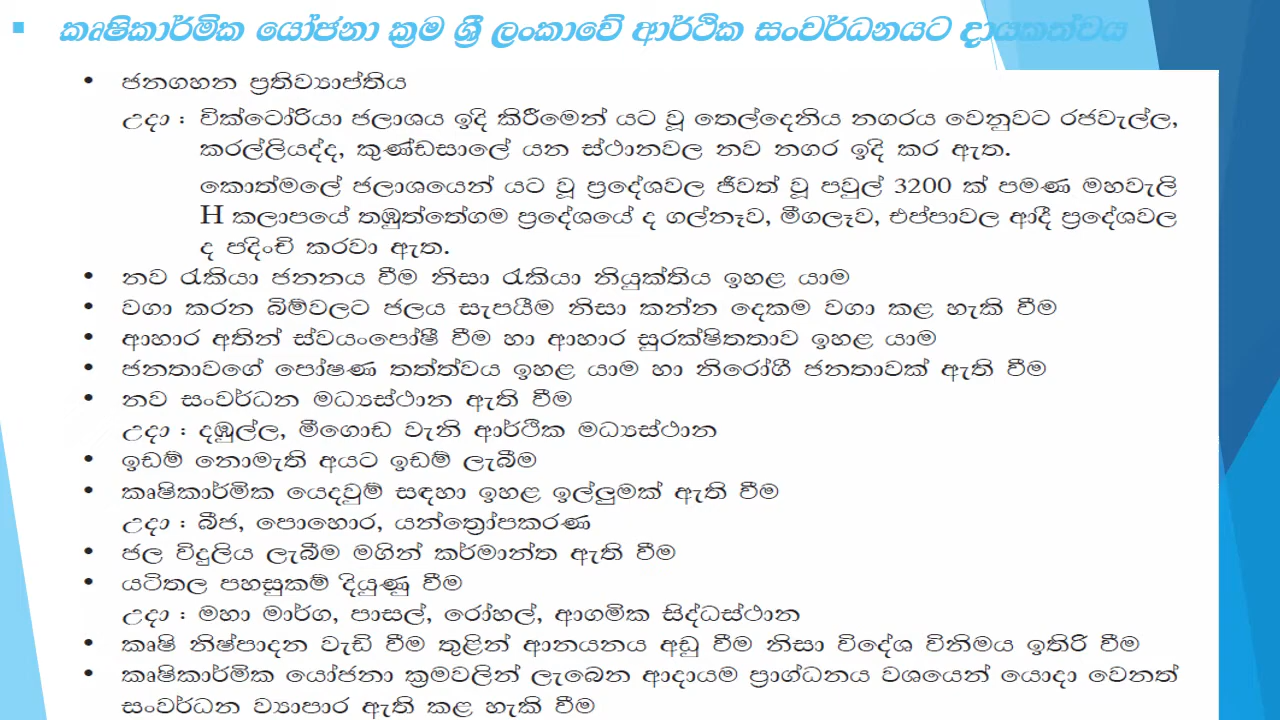 ▪ කෘෂිකාර්මික යෝජනා ක්‍රම ශ්‍රී ලංකාවේ ආර්ථික සංවර්ධනයට දායකත්වය
• ජනගහන ප්‍රතිව්‍යාප්තිය
උදා : වික්ටෝරියා ජලාශය ඉදි කිරීමෙන් යට වූ තෙල්දෙනිය නගරය වෙනුවට රජවැල්ල,
කරල්ලියද්ද, කුණ්ඩසාලේ යන ස්ථානවල නව නගර ඉදි කර ඇත.
කොත්මලේ ජලාශයෙන් යට වූ ප්‍රදේශවල ජීවත් වූ පවුල් 3200 ක් පමණ මහවැලි
H කලාපයේ තඹුත්තේගම ප්‍රදේශයේ ද ගල්නෑව, මීගලෑව, එප්පාවල ආදී ප්‍රදේශවල
ද පදිංචි කරවා ඇත.
• නව රැකියා ජනනය වීම නිසා රැකියා නියුක්තිය ඉහළ යාම
• වගා කරන බිම්වලට ජලය සැපයීම නිසා කන්න දෙකම වගා කළ හැකි වීම
• ආහාර අතින් ස්වයංපෝෂී වීම හා ආහාර සුරක්ෂිතතාව ඉහළ යාම
• ජනතාවගේ පෝෂණ තත්ත්වය ඉහළ යාම හා නිරෝගී ජනතාවක් ඇති වීම
• නව සංවර්ධන මධ්‍යස්ථාන ඇති වීම
උදා : දඹුල්ල, මීගොඩ වැනි ආර්ථික මධ්‍යස්ථාන
• ඉඩම් නොමැති අයට ඉඩම් ලැබීම
• කෘෂිකාර්මික යෙදවුම් සඳහා ඉහළ ඉල්ලුමක් ඇති වීම
උදා : බීජ, පොහොර, යන්ත්‍රෝපකරණ
• ජල විදුලිය ලැබීම මගින් කර්මාන්ත ඇති වීම
• යටිතල පහසුකම් දියුණු වීම
උදා : මහා මාර්ග, පාසල්, රෝහල්, ආගමික සිද්ධස්ථාන
• කෘෂි නිෂ්පාදන වැඩි වීම තුළින් ආනයනය අඩු වීම නිසා විදේශ විනිමය ඉතිරි වීම
• කෘෂිකාර්මික යෝජනා ක්‍රමවලින් ලැබෙන ආදායම ප්‍රාග්ධනය වශයෙන් යොදා වෙනත්
සංවර්ධන ව්‍යාපාර ඇති කළ හැකි වීම